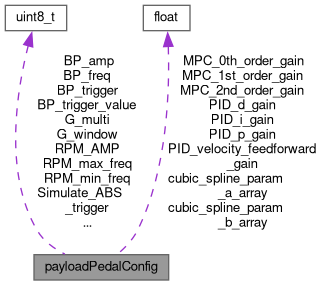 uint8_t
float
BP_amp
BP_freq
BP_trigger
BP_trigger_value
G_multi
G_window
RPM_AMP
RPM_max_freq
RPM_min_freq
Simulate_ABS
_trigger
...
MPC_0th_order_gain
MPC_1st_order_gain
MPC_2nd_order_gain
PID_d_gain
PID_i_gain
PID_p_gain
PID_velocity_feedforward
_gain
cubic_spline_param
_a_array
cubic_spline_param
_b_array
payloadPedalConfig